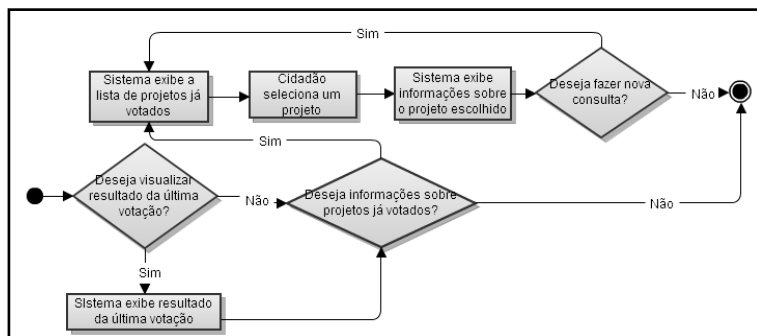 Sim
Sistema exibe a
lista de projetos já
votados
Cidadão
seleciona um
projeto
Sistema exibe
informações sobre
o projeto escolhido
Deseja fazer nova
consulta?
Não
Sim
Deseja visualizar
resultado da última
votação?
Não
Deseja informações sobre
projetos já votados?
Não
Sim
SIstema exibe resultado
da última votação